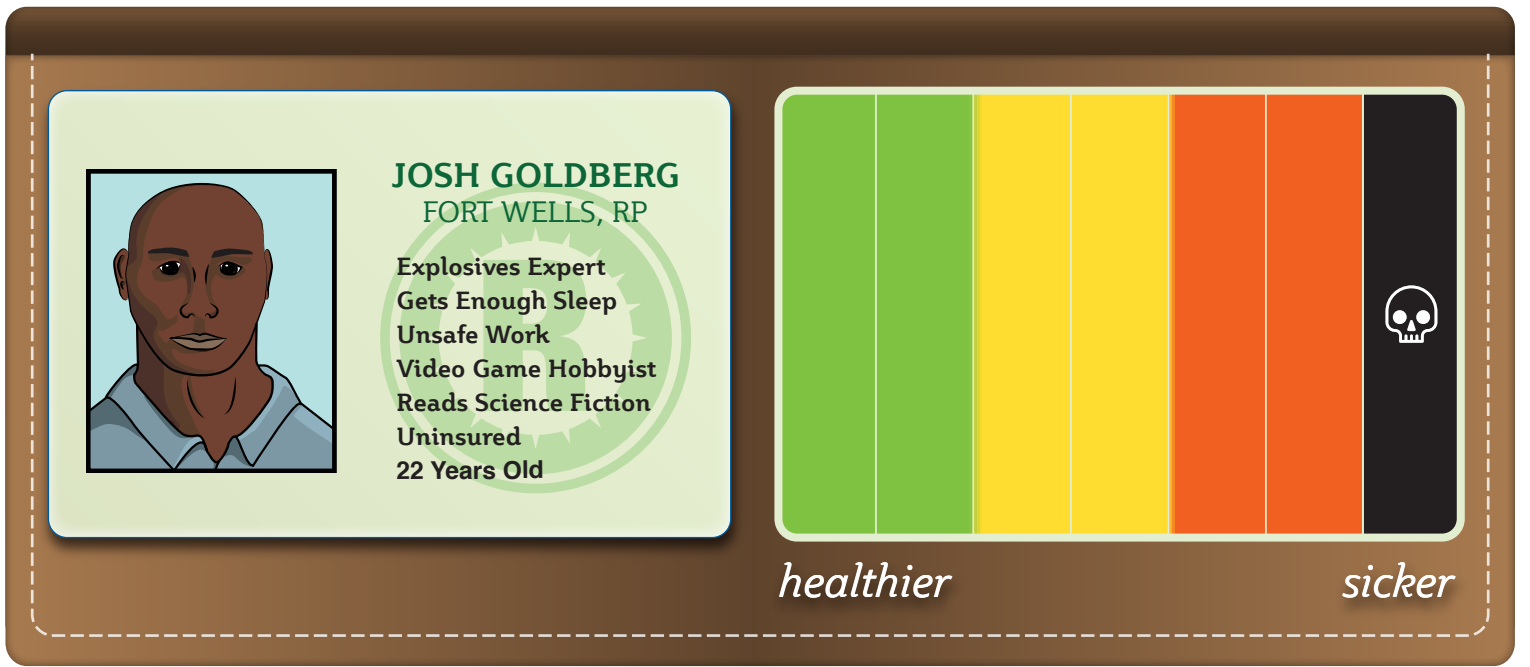 JOSH GOLDBERG
FORT WELLS, RP
Explosives Expert
Gets Enough Sleep
Unsafe Work
Video Game Hobbyist
Reads Science Fiction
Uninsured
22 Years Old
R
healthier
sicker